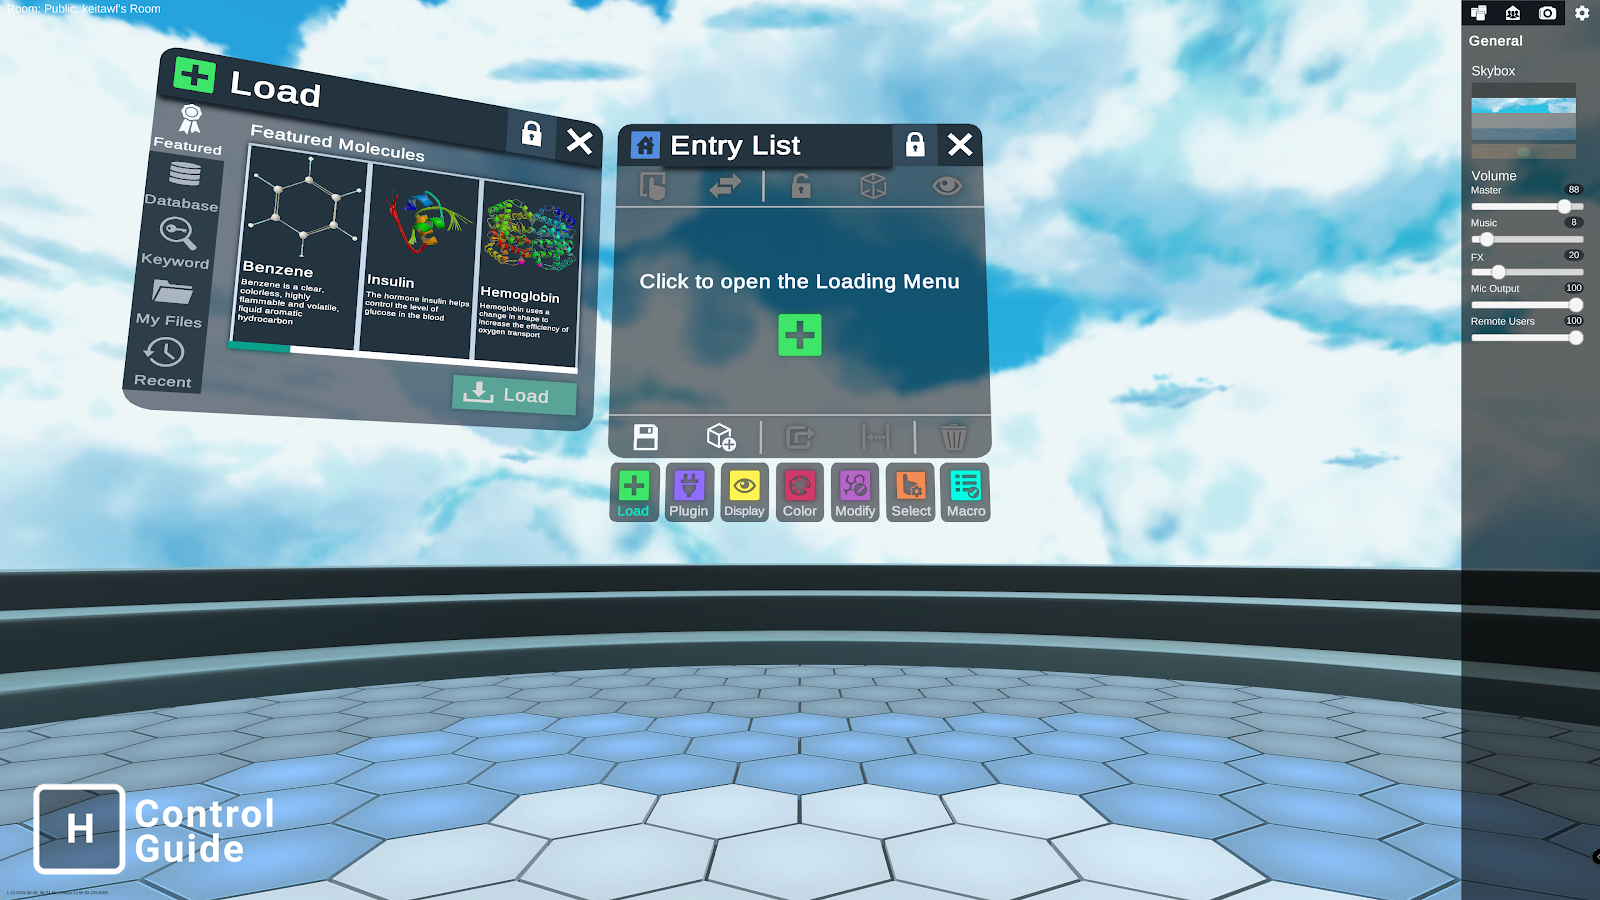 Room: Public: keitawf's Room
Load
Featured
Database
Keyword
My Files
Recent
Featured Molecules
Benzene
Benzene is a clear,
colorless, highly
flammable and volatile,
liquid aromatic
hydrocarbon
Insulin
The hormone insulin helps
control the level of
glucose in the blood
Hemoglobin
Hemoglobin uses a
change in shape to
increase the efficiency of
oxygen transport
Load
Entry List
Click to open the Loading Menu
Load
Plugin
Display
Color
Modify
Select
Macro
General
Skybox
Volume
Master 88
Music 8
FX 20
Mic Output 100
Remote Users 100
H
Control
Guide